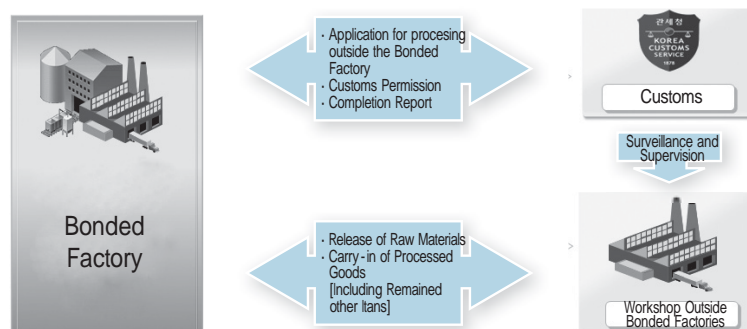 Bonded
Factory
· Application for procesing
outside the Bonded
Factory
· Customs Permission
· Completion Report
관세청
KOREA
CUSTOMS
SERVICE
1878
Customs
Surveillance and
Supervision
· Release of Raw Materials
· Carry-in of Processed
Goods
[Including Remained
other Itans]
Workshop Outside
Bonded Factories